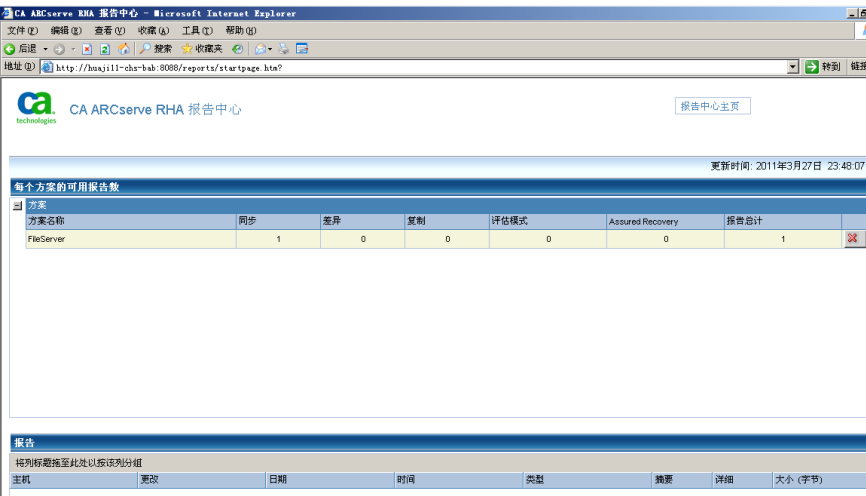 CA ARCserve RHA 报告中心 - Microsoft Internet Explorer
文件(F) 编辑(E) 查看(V) 收藏(A) 工具(T) 帮助(H)
后退 搜索 收藏夹
地址(D) http://huaji11-chs-bab:8088/reports/startpage.htm? 转到 链接
ca technologies CA ARCserve RHA 报告中心 报告中心主页
更新时间: 2011年3月27日 23:48:07
每个方案的可用报告数
方案
方案名称 同步 差异 复制 评估模式 Assured Recovery 报告总计
FileServer 1 0 0 0 0 1
报告
将列标题拖至此处以按该列分组
主机 更改 日期 时间 类型 摘要 详细 大小 (字节)